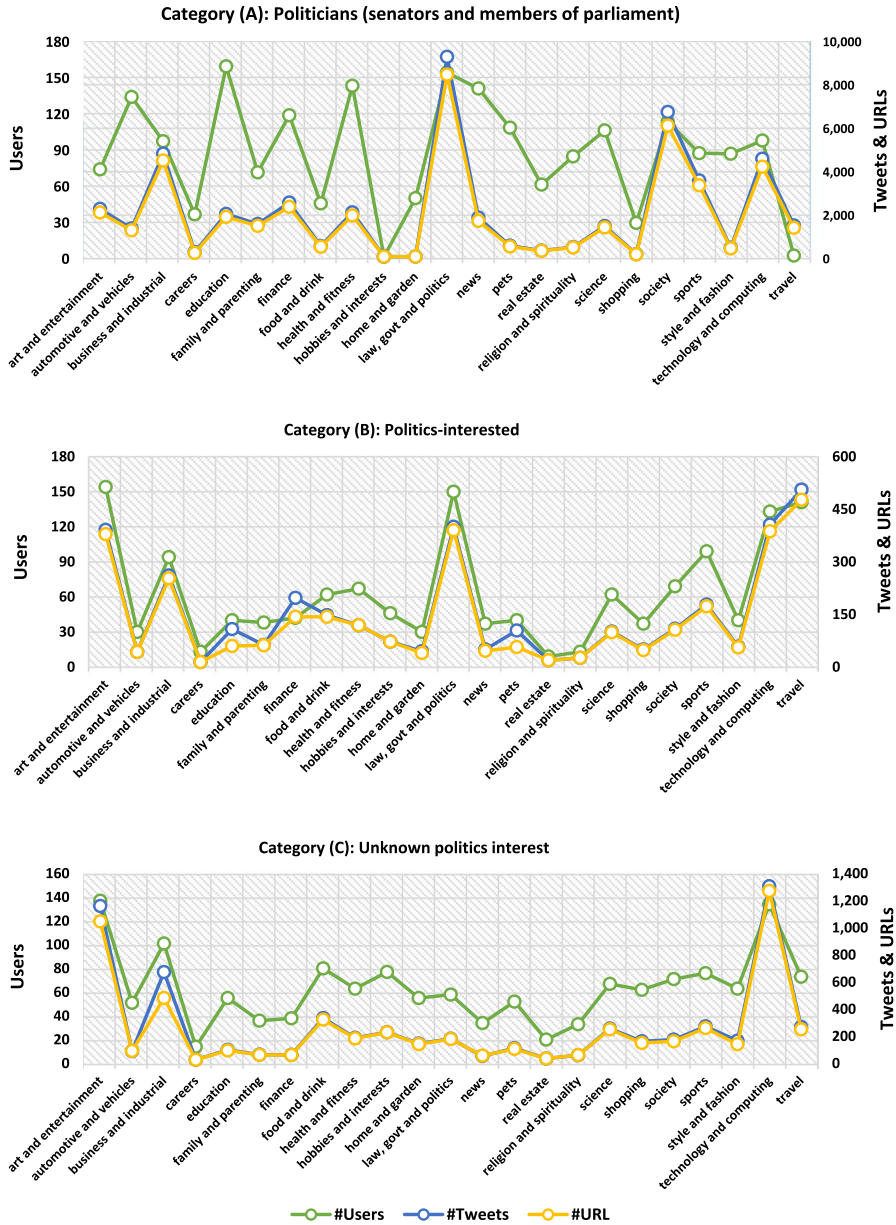 Category (A): Politicians (senators and members of parliament)
180 10,000
150 8,000
120 6,000
90
60 4,000
30 2,000
0 0
Users
Tweets & URLs
art and entertainment
automotive and vehicles
business and industrial
careers
education
family and parenting
finance
food and drink
health and fitness
hobbies and interests
home and garden
law, govt and politics
news
pets
real estate
religion and spirituality
science
shopping
society
sports
style and fashion
technology and computing
travel
Category (B): Politics-interested
180 600
150 450
120
90 300
60 150
30
0 0
Users
Tweets & URLs
art and entertainment
automotive and vehicles
business and industrial
careers
education
family and parenting
finance
food and drink
health and fitness
hobbies and interests
home and garden
law, govt and politics
news
pets
real estate
religion and spirituality
science
shopping
society
sports
style and fashion
technology and computing
travel
Category (C): Unknown politics interest
160 1,400
140 1,200
120 1,000
100 800
80 600
60 400
40 200
20
0 0
Users
Tweets & URLs
art and entertainment
automotive and vehicles
business and industrial
careers
education
family and parenting
finance
food and drink
health and fitness
hobbies and interests
home and garden
law, govt and politics
news
pets
real estate
religion and spirituality
science
shopping
society
sports
style and fashion
technology and computing
travel
#Users #Tweets #URL